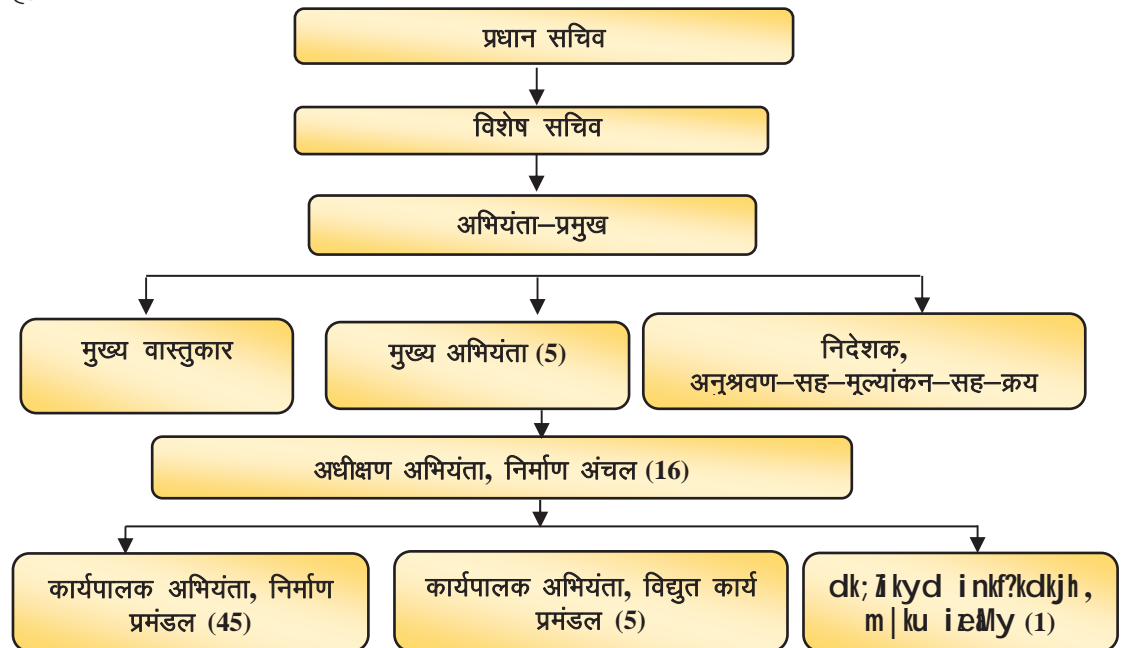 प्रधान सचिव
विशेष सचिव
अभियंता–प्रमुख
मुख्य वास्तुकार
मुख्य अभियंता (5)
निदेशक,
अनुश्रवण–सह–मूल्यांकन–सह–क्रय
अधीक्षण अभियंता, निर्माण अंचल (16)
कार्यपालक अभियंता, निर्माण
प्रमंडल (45)
कार्यपालक अभियंता, विद्युत कार्य
प्रमंडल (5)
(1)